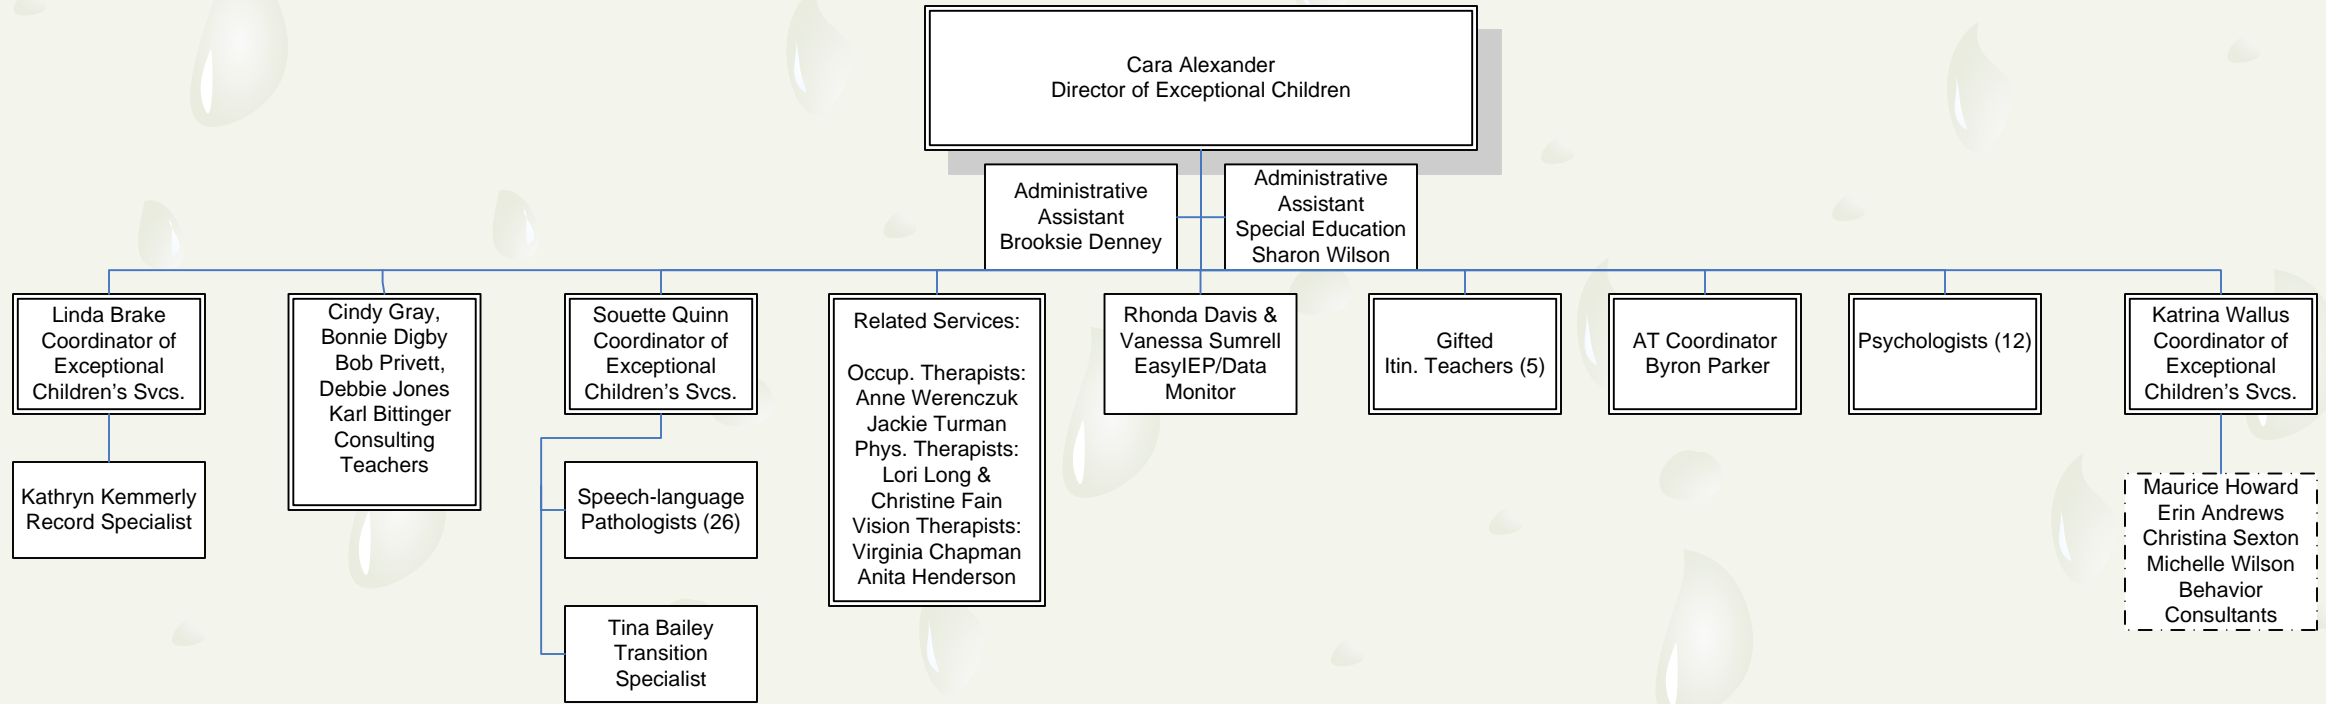 Cara Alexander
Director of Exceptional Children
Administrative
Assistant
Brooksie Denney
Administrative
Assistant
Special Education
Sharon Wilson
Linda Brake
Coordinator of
Exceptional
Children’s Svcs.
Cindy Gray,
Bonnie Digby
Bob Privett,
Debbie Jones
Karl Bittinger
Consulting
Teachers
Souette Quinn
Coordinator of
Exceptional
Children’s Svcs.
Related Services:
Occup. Therapists:
Anne Werenczuk
Jackie Turman
Phys. Therapists:
Lori Long &
Christine Fain
Vision Therapists:
Virginia Chapman
Anita Henderson
Rhonda Davis &
Vanessa Sumrell
EasyIEP/Data
Monitor
Gifted
Itin. Teachers (5)
AT Coordinator
Byron Parker
Psychologists (12)
Katrina Wallus
Coordinator of
Exceptional
Children’s Svcs.
Kathryn Kemmerly
Record Specialist
Speech-language
Pathologists (26)
Tina Bailey
Transition
Specialist
Maurice Howard
Erin Andrews
Christina Sexton
Michelle Wilson
Behavior
Consultants